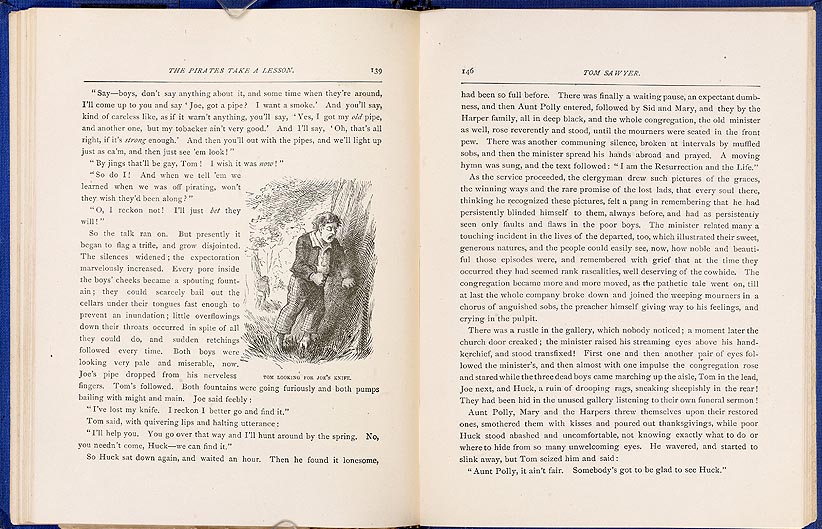 THE PIRATES TAKE A LESSON. 139
"Say—boys, don't say anything about it, and some time when they're around,
I'll come up to you and say 'Joe, got a pipe? I want a smoke.' And you'll say,
kind of careless like, as if it warn't anything, you'll say, 'Yes, I got my old pipe,
and another one, but my tobacker ain't very good.' And I'll say, 'Oh, that's all
right, if it's strong enough.' And then you'll out with the pipes, and we'll light up
just as ca'm, and then just see 'em look!"
"By jings that'll be gay, Tom! I wish it was now!"
"So do I! And when we tell 'em we
learned when we was off pirating, won't
they wish they'd been along?"
"O, I reckon not! I'll just bet they
will!"
So the talk ran on. But presently it
began to flag a trifle, and grow disjointed.
The silences widened; the expectoration
marvelously increased. Every pore inside
the boys' cheeks became a spouting fount-
ain; they could scarcely bail out the
cellars under their tongues fast enough to
prevent an inundation; little overflowings
down their throats occurred in spite of all
they could do, and sudden retchings
followed every time. Both boys were
looking very pale and miserable, now.
Joe's pipe dropped from his nerveless
TOM LOOKING FOR JOE'S KNIFE.
fingers. Tom's followed. Both fountains were going furiously and both pumps
bailing with might and main. Joe said feebly:
"I've lost my knife. I reckon I better go and find it."
Tom said, with quivering lips and halting utterance:
"I'll help you. You go over that way and I'll hunt around by the spring. No,
you needn't come, Huck—we can find it."
So Huck sat down again, and waited an hour. Then he found it lonesome,
146 TOM SAWYER.
had been so full before. There was finally a waiting pause, an expectant dumb-
ness, and then Aunt Polly entered, followed by Sid and Mary, and they by the
Harper family, all in deep black, and the whole congregation, the old minister
as well, rose reverently and stood, until the mourners were seated in the front
pew. There was another communing silence, broken at intervals by muffled
sobs, and then the minister spread his hands abroad and prayed. A moving
hymn was sung, and the text followed: "I am the Resurrection and the Life."
As the service proceeded, the clergyman drew such pictures of the graces,
the winning ways and the rare promise of the lost lads, that every soul there,
thinking he recognized these pictures, felt a pang in remembering that he had
persistently blinded himself to them, always before, and had as persistently
seen only faults and flaws in the poor boys. The minister related many a
touching incident in the lives of the departed, too, which illustrated their sweet,
generous natures, and the people could easily see, now, how noble and beauti-
ful those episodes were, and remembered with grief that at the time they
occurred they had seemed rank rascalities, well deserving of the cowhide. The
congregation became more and more moved, as the pathetic tale went on, till
at last the whole company broke down and joined the weeping mourners in a
chorus of anguished sobs, the preacher himself giving way to his feelings, and
crying in the pulpit.
There was a rustle in the gallery, which nobody noticed; a moment later the
church door creaked; the minister raised his streaming eyes above his hand-
kerchief, and stood transfixed! First one and then another pair of eyes fol-
lowed the minister's, and then almost with one impulse the congregation rose
and stared while the three dead boys came marching up the aisle, Tom in the lead,
Joe next, and Huck, a ruin of drooping rags, sneaking sheepishly in the rear!
They had been hid in the unused gallery listening to their own funeral sermon!
Aunt Polly, Mary and the Harpers threw themselves upon their restored
ones, smothered them with kisses and poured out thanksgivings, while poor
Huck stood abashed and uncomfortable, not knowing exactly what to do or
where to hide from so many unwelcoming eyes. He wavered, and started to
slink away, but Tom seized him and said:
"Aunt Polly, it ain't fair. Somebody's got to be glad to see Huck."